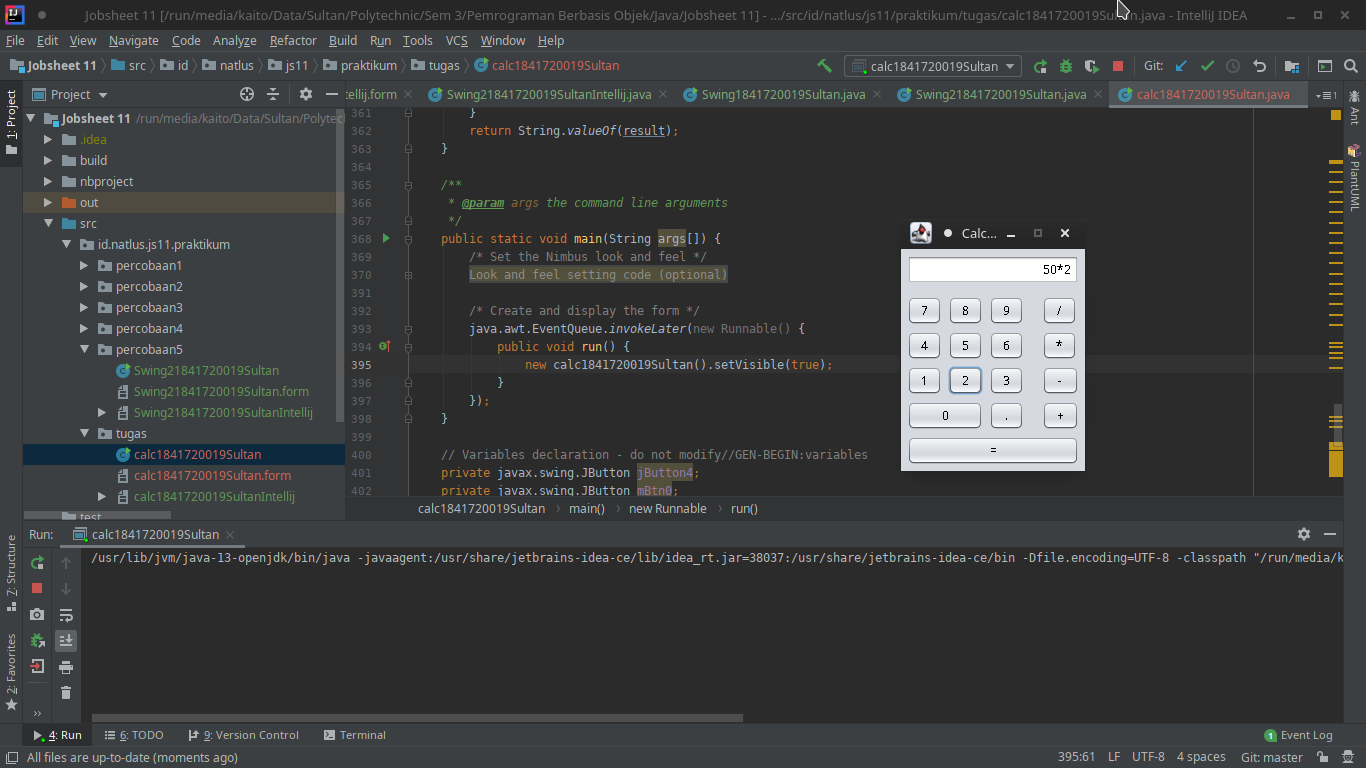 Jobsheet 11 [/run/media/kaito/Data/Sultan/Polytechnic/Sem 3/Pemrograman Berbasis Objek/Java/Jobsheet 11] - .../src/id/natlus/js11/praktikum/tugas/calc1841720019Sultan.java - IntelliJ IDEA
File Edit View Navigate Code Analyze Refactor Build Run Tools VCS Window Help
Jobsheet 11 src id natlus js11 praktikum tugas calc1841720019Sultan calc1841720019Sultan Git:
1: Project
Project
tellij.form Swing21841720019SultanIntellij.java Swing1841720019Sultan.java Swing21841720019Sultan.java calc1841720019Sultan.java 1
Ant
PlantUML
Jobsheet 11 /run/media/kaito/Data/Sultan/Polytec
.idea
build
nbproject
out
src
id.natlus.js11.praktikum
percobaan1
percobaan2
percobaan3
percobaan4
percobaan5
Swing21841720019Sultan
Swing21841720019Sultan.form
Swing21841720019SultanIntellij
tugas
calc1841720019Sultan
calc1841720019Sultan.form
calc1841720019SultanIntellij
test
361 }
362 return String.valueOf(result);
363 }
364
365 /**
366 * @param args the command line arguments
367 */
368 public static void main(String args[]) {
369 /* Set the Nimbus look and feel */
370 Look and feel setting code (optional)
391
392 /* Create and display the form */
393 java.awt.EventQueue.invokeLater(new Runnable() {
394 public void run() {
395 new calc1841720019Sultan().setVisible(true);
396 }
397 });
398 }
399
400 // Variables declaration - do not modify//GEN-BEGIN:variables
401 private javax.swing.JButton jButton4;
402 private javax.swing.JButton mBtn0;
calc1841720019Sultan main() new Runnable run()
Calc...
50*2
7 8 9 /
4 5 6 *
1 2 3 -
0 . +
=
Run: calc1841720019Sultan
/usr/lib/jvm/java-13-openjdk/bin/java -javaagent:/usr/share/jetbrains-idea-ce/lib/idea_rt.jar=38037:/usr/share/jetbrains-idea-ce/bin -Dfile.encoding=UTF-8 -classpath "/run/media/k
7: Structure
2: Favorites
4: Run 6: TODO 9: Version Control Terminal 1 Event Log
All files are up-to-date (moments ago) 395:61 LF UTF-8 4 spaces Git: master